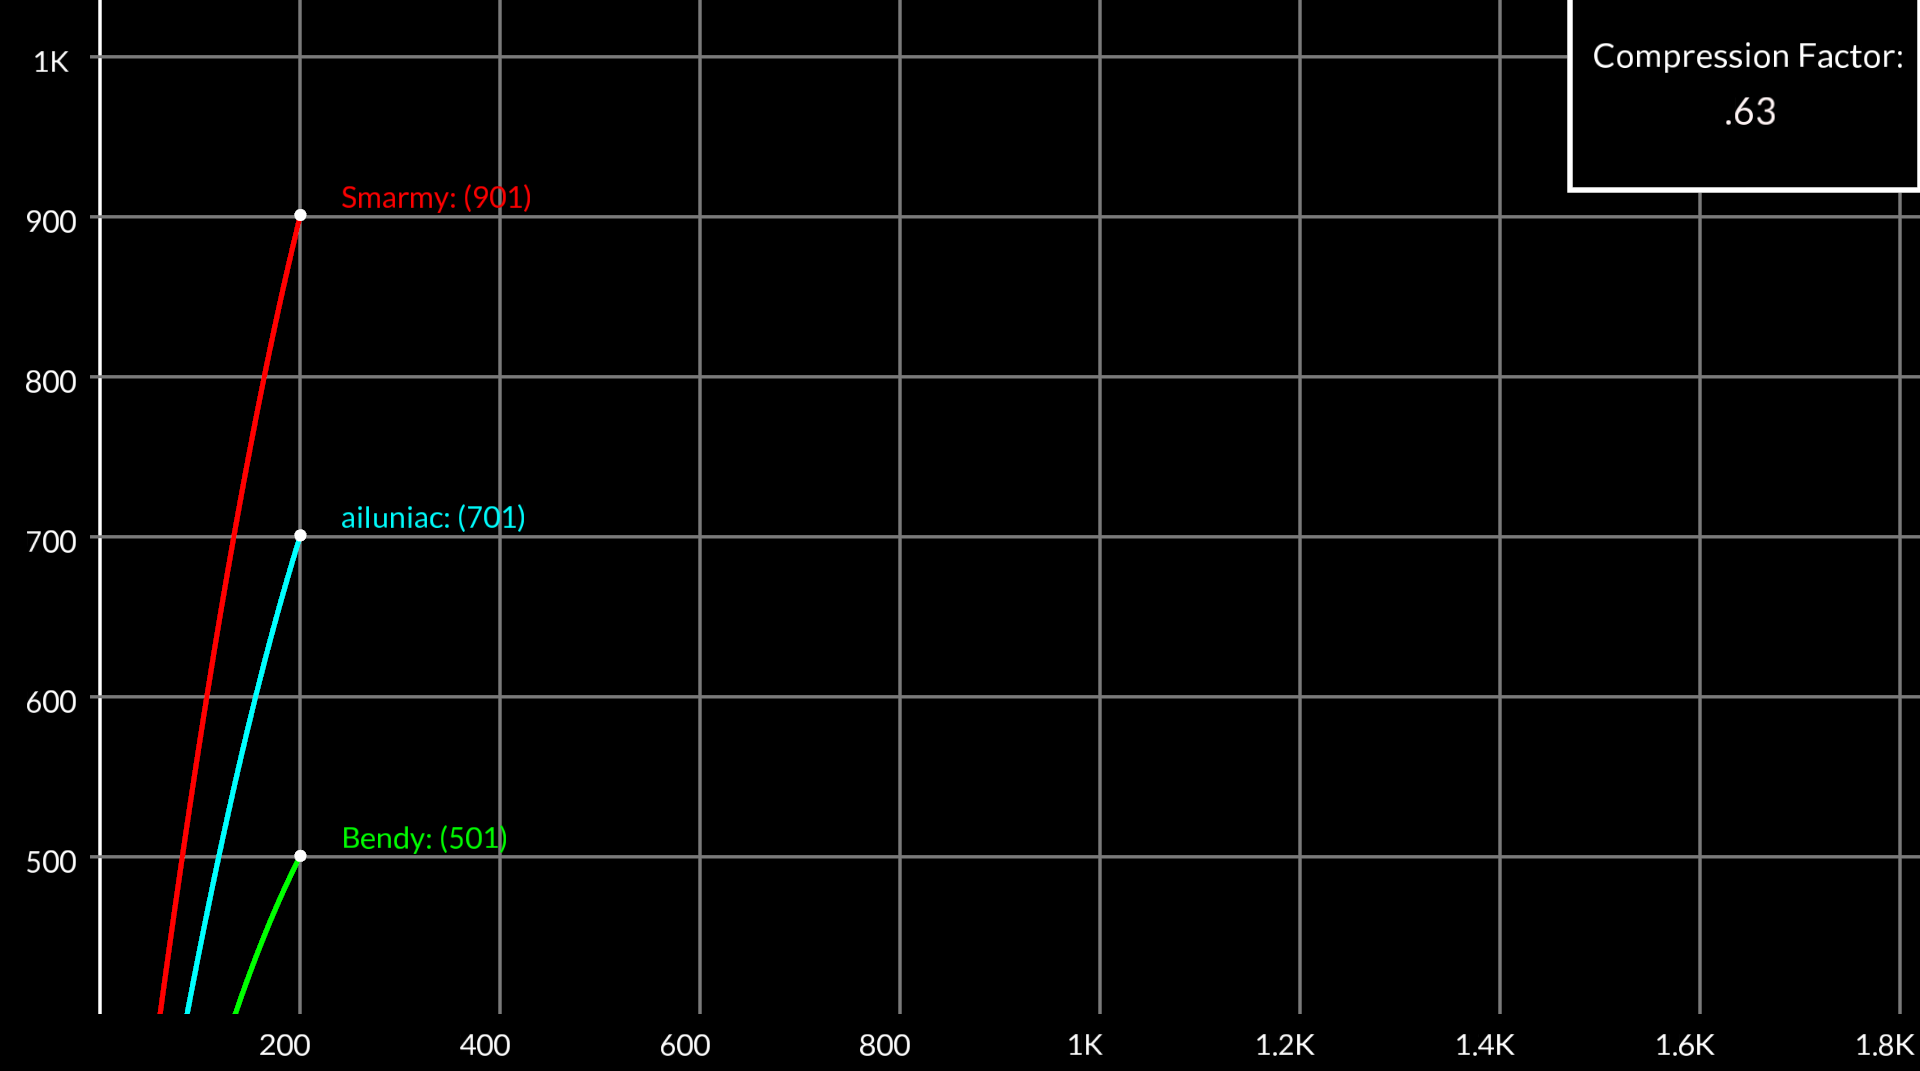 Compression Factor:
.63
1K
900
800
700
600
500
Smarmy: (901)
ailuniac: (701)
Bendy: (501)
200 400 600 800 1K 1.2K 1.4K 1.6K 1.8K